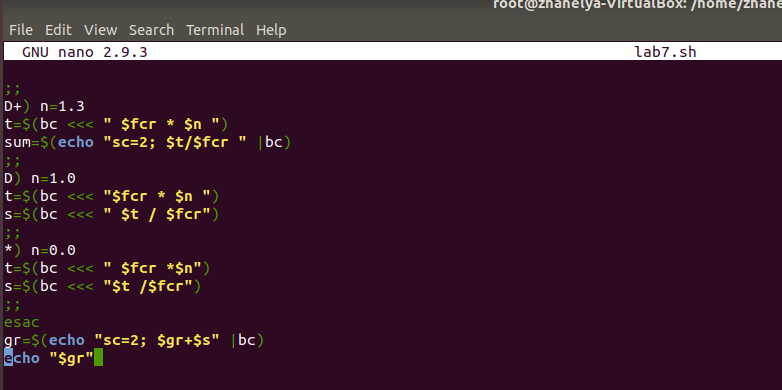 root@zhanelya-VirtualBox: /home/zhane
File Edit View Search Terminal Help
GNU nano 2.9.3 lab7.sh
;;
D+) n=1.3
t=$(bc <<< " $fcr * $n ")
sum=$(echo "sc=2; $t/$fcr " |bc)
;;
D) n=1.0
t=$(bc <<< "$fcr * $n ")
s=$(bc <<< " $t / $fcr")
;;
*) n=0.0
t=$(bc <<< " $fcr *$n")
s=$(bc <<< "$t /$fcr")
;;
esac
gr=$(echo "sc=2; $gr+$s" |bc)
echo "$gr"